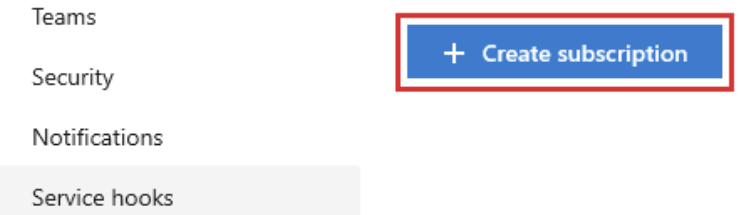 Teams
+ Create subscription
Security
Notifications
Service hooks